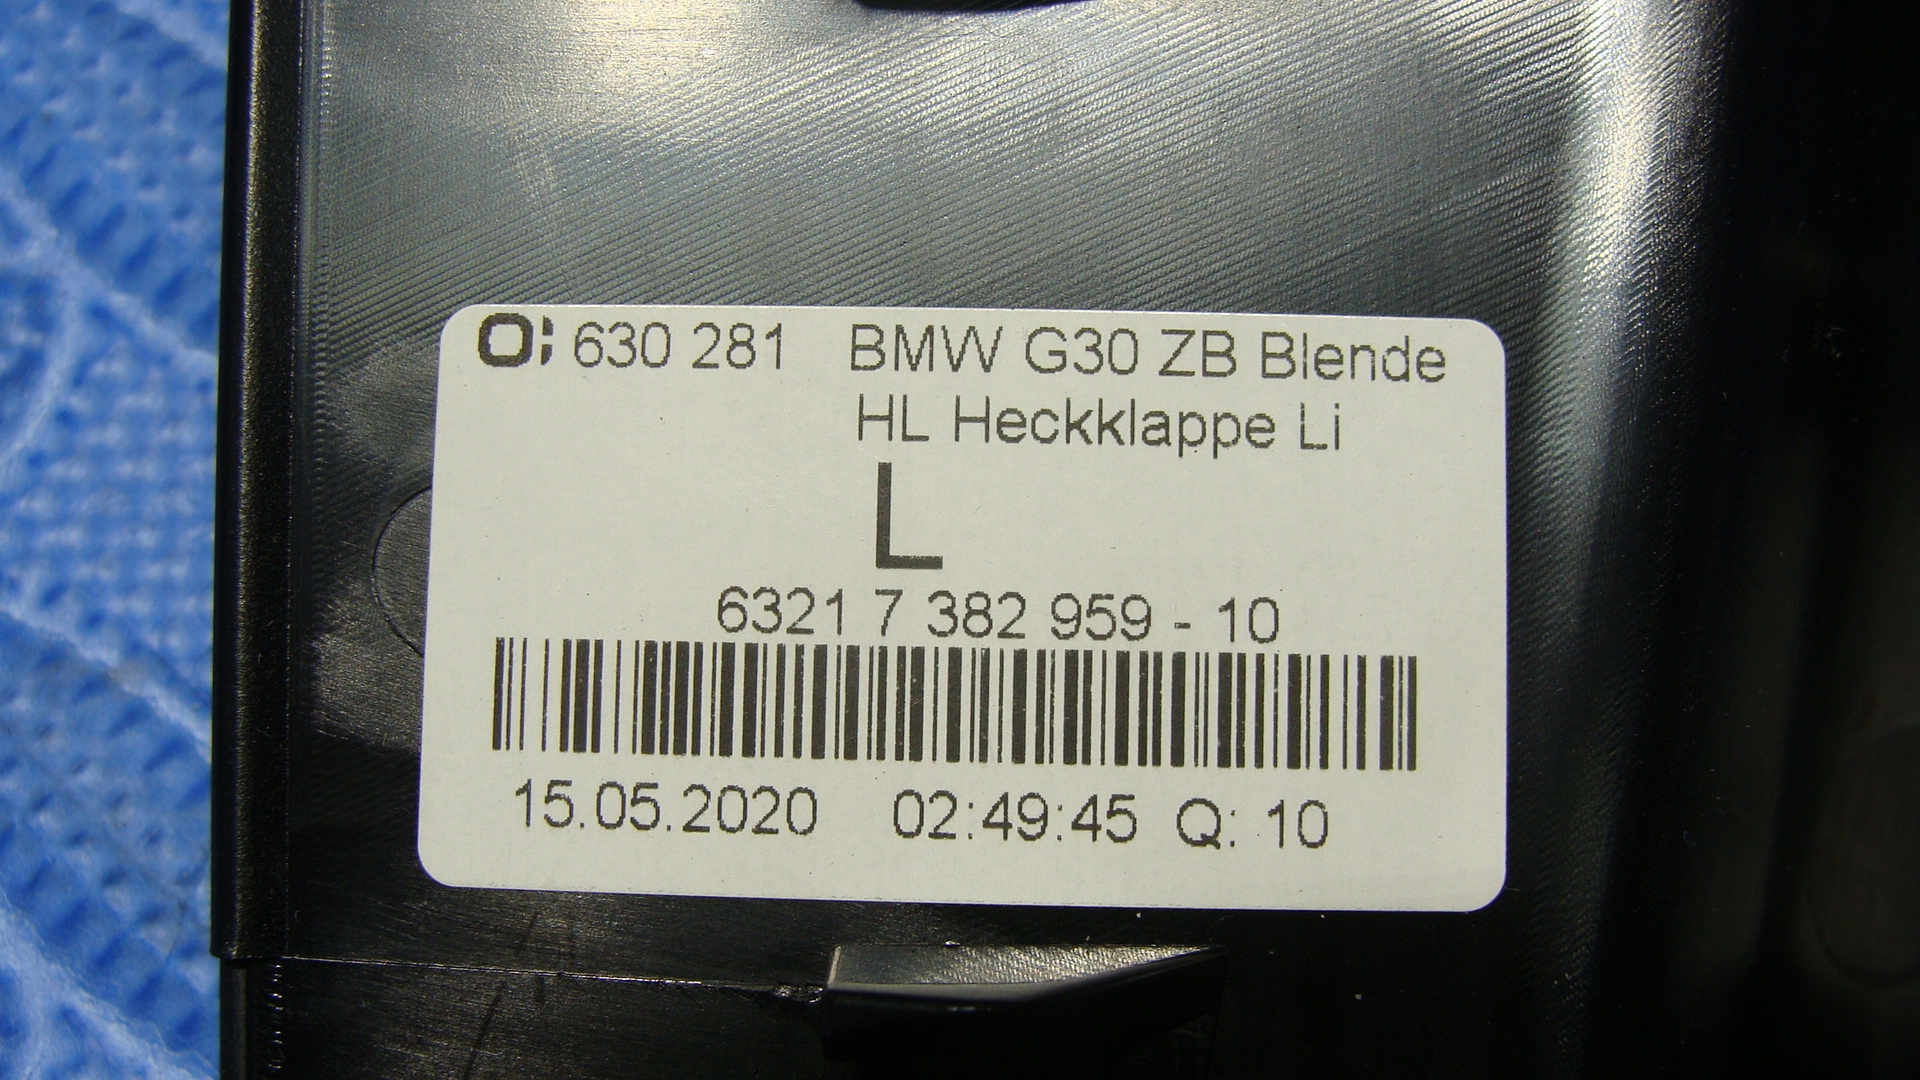 630 281 BMW G30 ZB Blende
HL Heckklappe Li
L
6321 7 382 959 - 10
15.05.2020 02:49:45 Q: 10